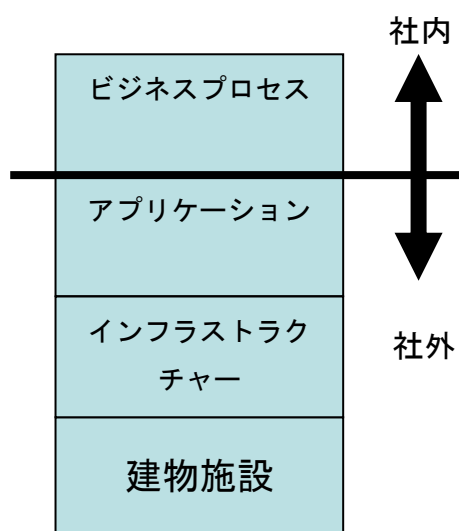 社内
ビジネスプロセス
アプリケーション
インフラストラク
チャー
社外
建物施設